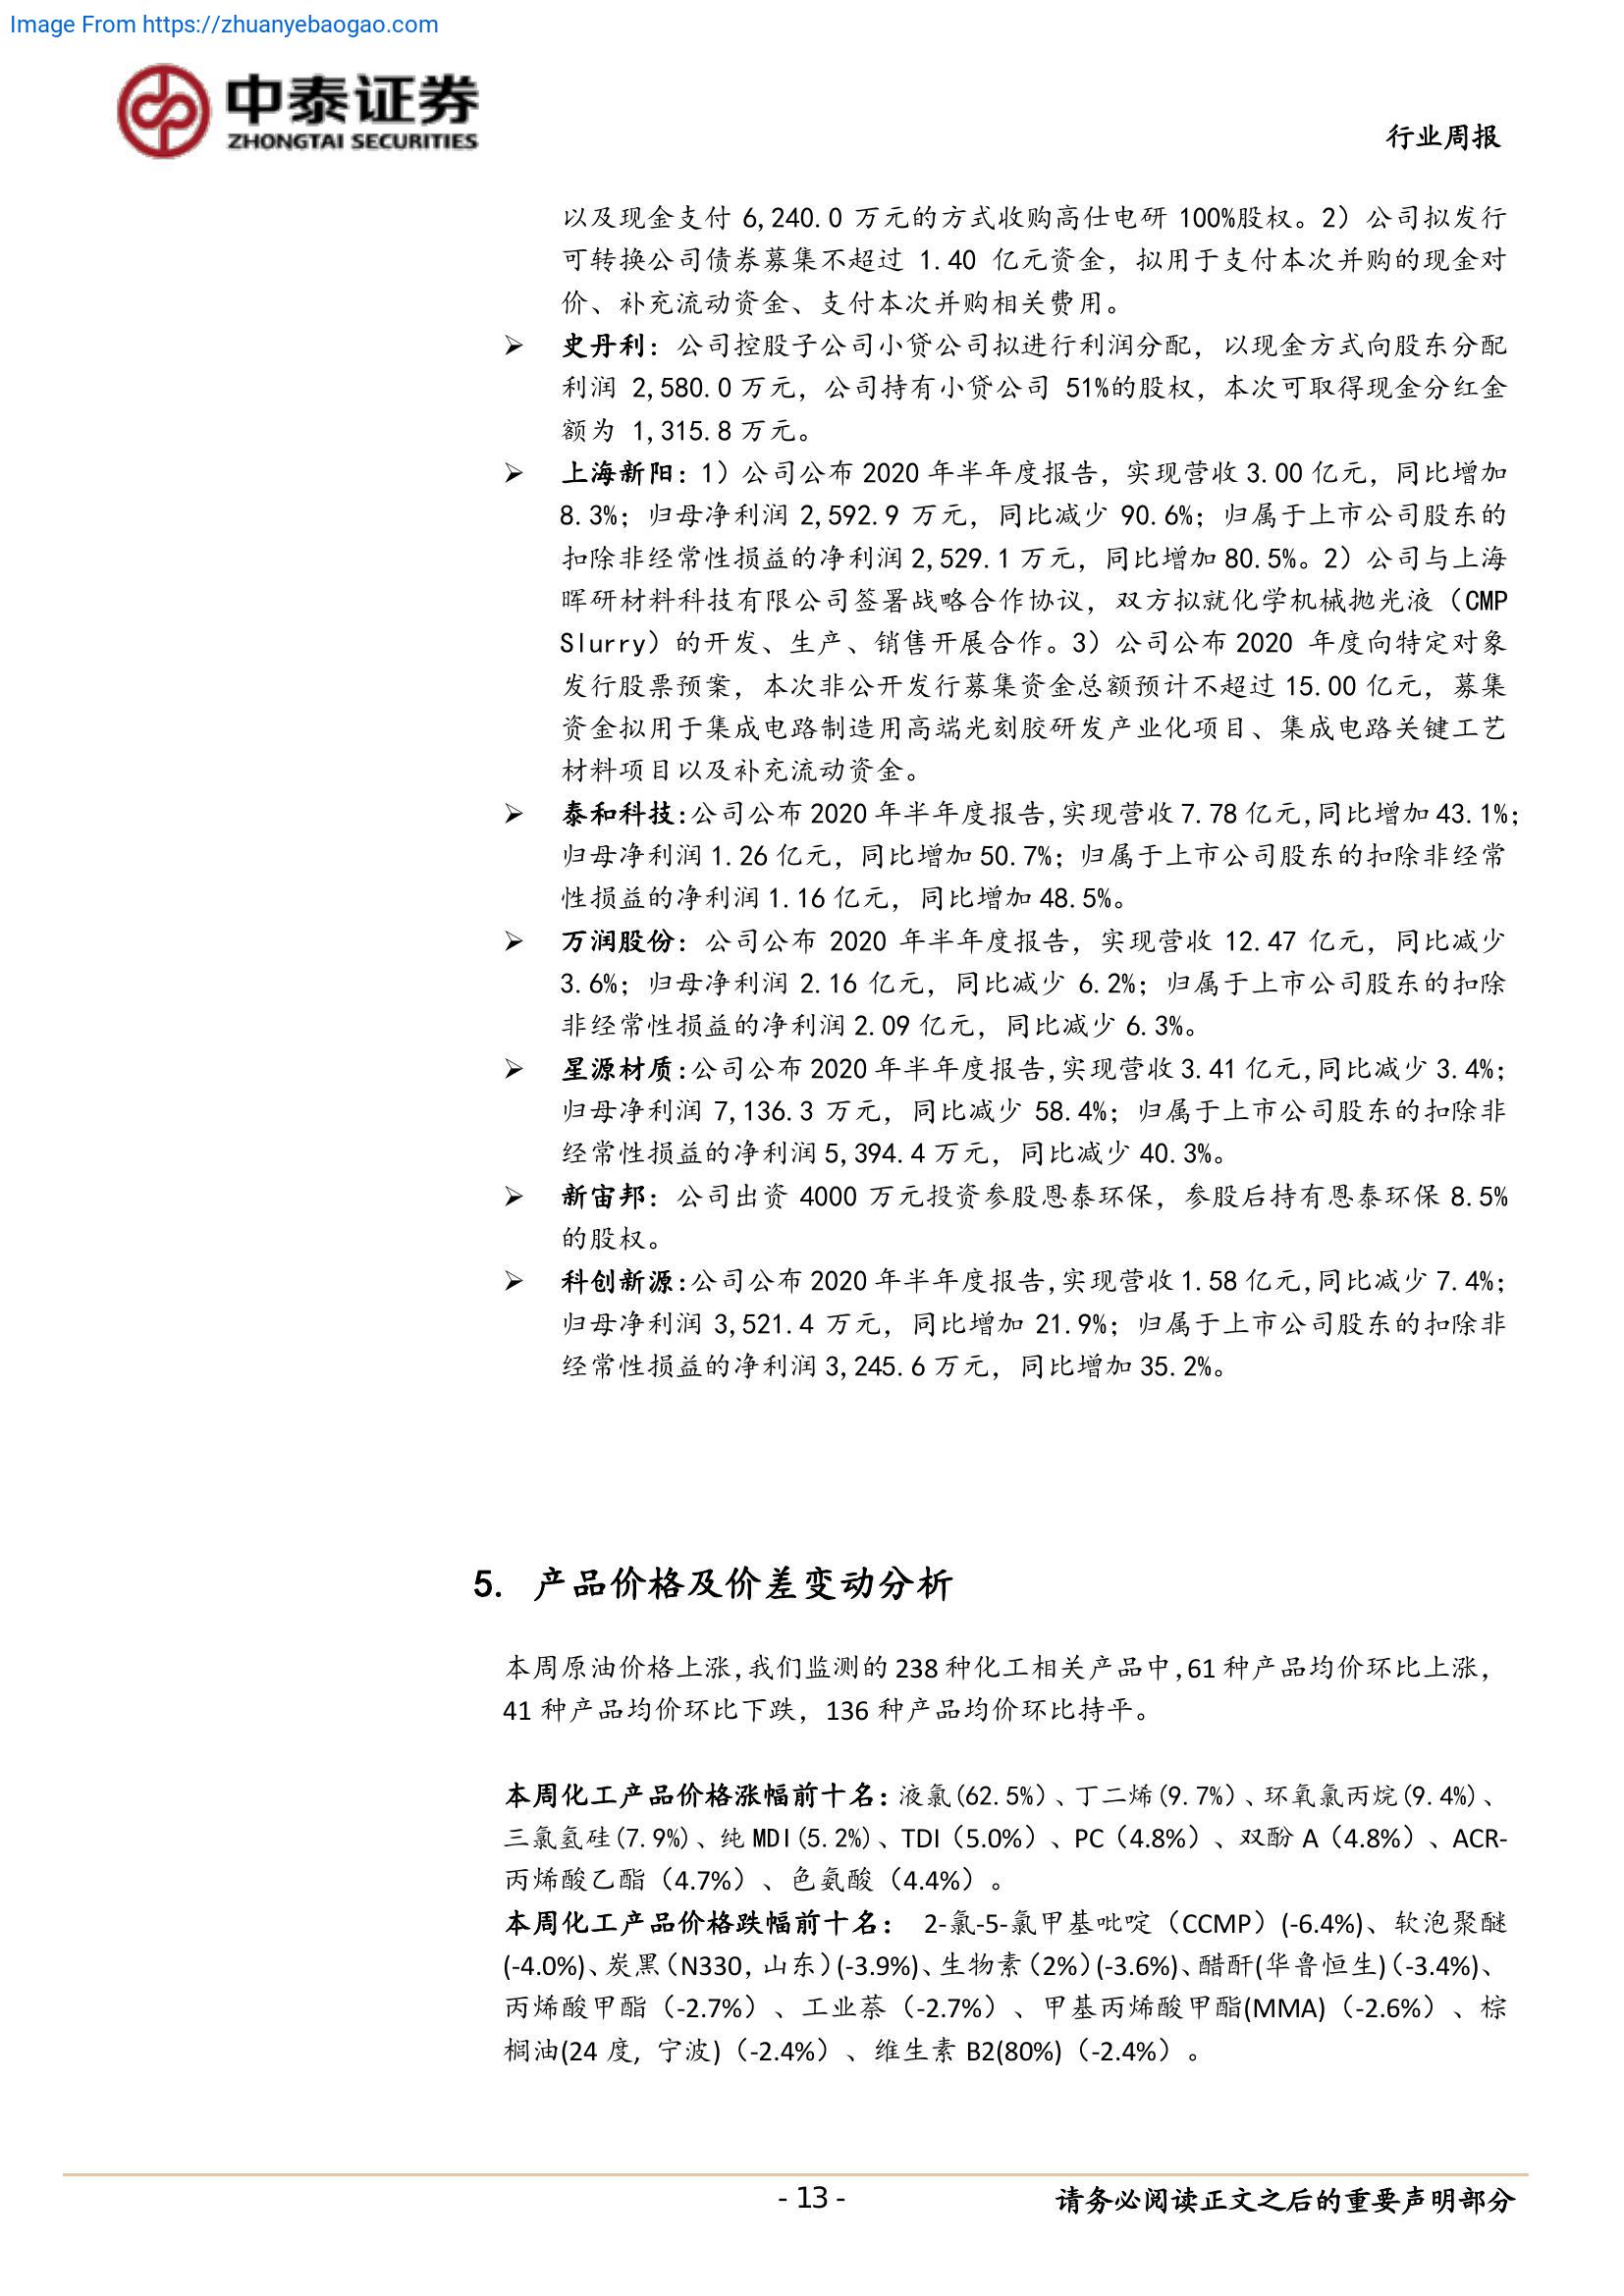 Image From https://zhuanyebaogao.com
中泰证券
ZHONGTAI SECURITIES
行业周报
以及现金支付 6,240.0 万元的方式收购高仕电研 100%股权。2）公司拟发行
可转换公司债券募集不超过 1.40 亿元资金，拟用于支付本次并购的现金对
价、补充流动资金、支付本次并购相关费用。
➢ 史丹利：公司控股子公司小贷公司拟进行利润分配，以现金方式向股东分配
利润 2,580.0 万元，公司持有小贷公司 51%的股权，本次可取得现金分红金
额为 1,315.8 万元。
➢ 上海新阳：1）公司公布 2020 年半年度报告，实现营收 3.00 亿元，同比增加
8.3%；归母净利润 2,592.9 万元，同比减少 90.6%；归属于上市公司股东的
扣除非经常性损益的净利润 2,529.1 万元，同比增加 80.5%。2）公司与上海
晖研材料科技有限公司签署战略合作协议，双方拟就化学机械抛光液（CMP
Slurry）的开发、生产、销售开展合作。3）公司公布 2020 年度向特定对象
发行股票预案，本次非公开发行募集资金总额预计不超过 15.00 亿元，募集
资金拟用于集成电路制造用高端光刻胶研发产业化项目、集成电路关键工艺
材料项目以及补充流动资金。
➢ 泰和科技：公司公布 2020 年半年度报告，实现营收 7.78 亿元，同比增加 43.1%；
归母净利润 1.26 亿元，同比增加 50.7%；归属于上市公司股东的扣除非经常
性损益的净利润 1.16 亿元，同比增加 48.5%。
➢ 万润股份：公司公布 2020 年半年度报告，实现营收 12.47 亿元，同比减少
3.6%；归母净利润 2.16 亿元，同比减少 6.2%；归属于上市公司股东的扣除
非经常性损益的净利润 2.09 亿元，同比减少 6.3%。
➢ 星源材质：公司公布 2020 年半年度报告，实现营收 3.41 亿元，同比减少 3.4%；
归母净利润 7,136.3 万元，同比减少 58.4%；归属于上市公司股东的扣除非
经常性损益的净利润 5,394.4 万元，同比减少 40.3%。
➢ 新宙邦：公司出资 4000 万元投资参股恩泰环保，参股后持有恩泰环保 8.5%
的股权。
➢ 科创新源：公司公布 2020 年半年度报告，实现营收 1.58 亿元，同比减少 7.4%；
归母净利润 3,521.4 万元，同比增加 21.9%；归属于上市公司股东的扣除非
经常性损益的净利润 3,245.6 万元，同比增加 35.2%。
5. 产品价格及价差变动分析
本周原油价格上涨，我们监测的 238 种化工相关产品中，61 种产品均价环比上涨，
41 种产品均价环比下跌，136 种产品均价环比持平。
本周化工产品价格涨幅前十名：液氯(62.5%)、丁二烯(9.7%)、环氧氯丙烷(9.4%)、
三氯氢硅(7.9%)、纯 MDI(5.2%)、TDI（5.0%）、PC（4.8%）、双酚 A（4.8%）、ACR-
丙烯酸乙酯（4.7%）、色氨酸（4.4%）。
本周化工产品价格跌幅前十名： 2-氯-5-氯甲基吡啶（CCMP）(-6.4%)、软泡聚醚
(-4.0%)、炭黑（N330，山东）(-3.9%)、生物素（2%）(-3.6%)、醋酐(华鲁恒生)（-3.4%)、
丙烯酸甲酯（-2.7%）、工业萘（-2.7%）、甲基丙烯酸甲酯(MMA)（-2.6%）、棕
榈油(24 度，宁波)（-2.4%）、维生素 B2(80%)（-2.4%）。
- 13 -
请务必阅读正文之后的重要声明部分